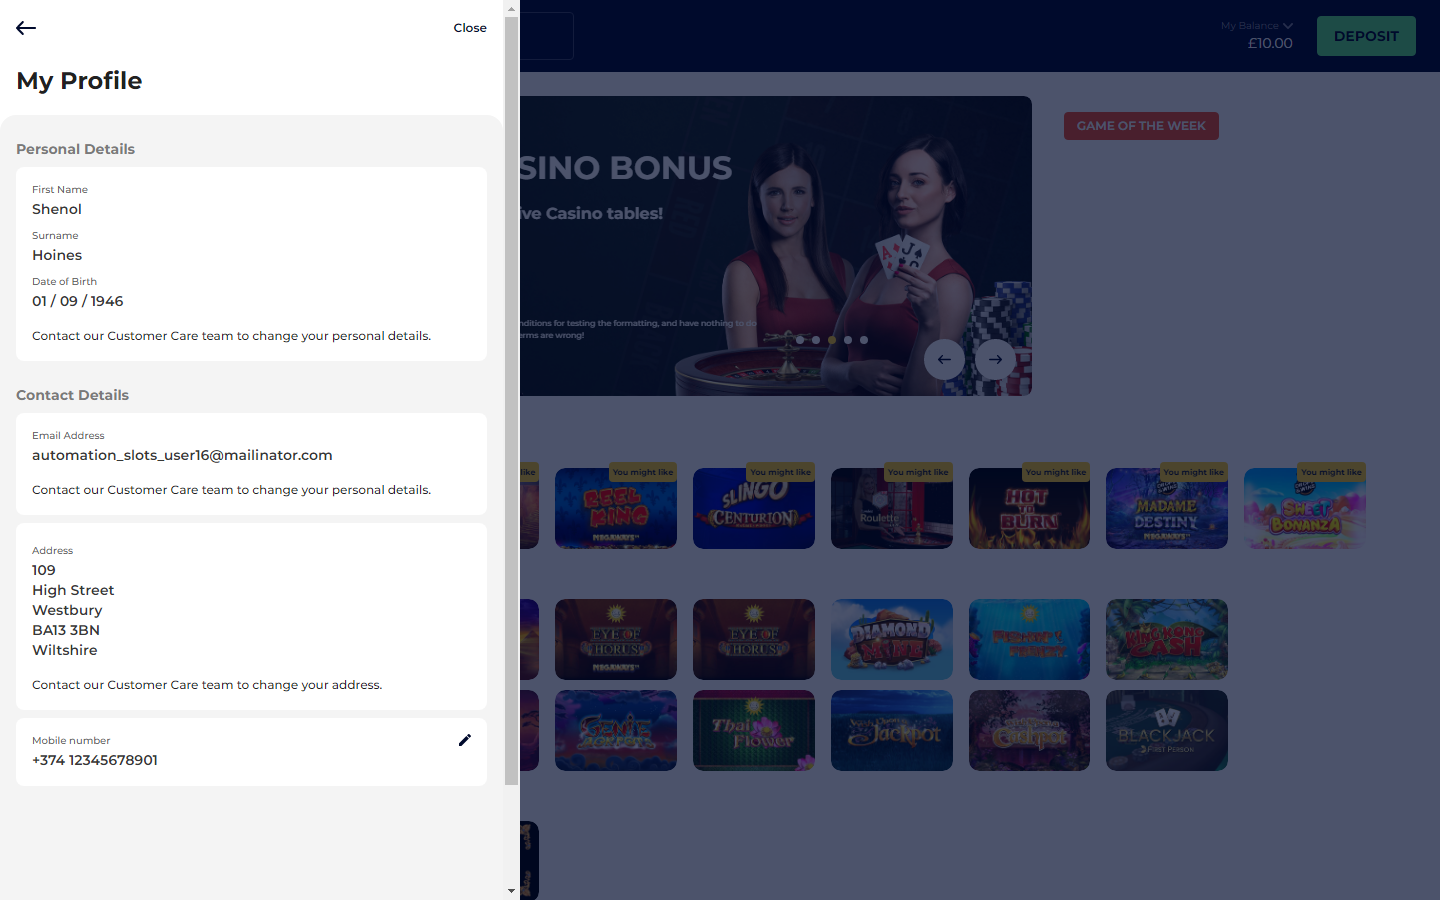 Close
My Profile
Personal Details
First Name
Shenol
Surname
Hoines
Date of Birth
01 / 09 / 1946
Contact our Customer Care team to change your personal details.
Contact Details
Email Address
automation_slots_user16@mailinator.com
Contact our Customer Care team to change your personal details.
Address
109
High Street
Westbury
BA13 3BN
Wiltshire
Contact our Customer Care team to change your address.
Mobile number
+374 12345678901
My Balance
£10.00
DEPOSIT
SINO BONUS
ive Casino tables!
nditions for testing the formatting, and have nothing to do
erms are wrong!
GAME OF THE WEEK
like
You might like
You might like
You might like
You might like
You might like
You might like
REEL KING
MEGAWAYS
SLINGO
CENTURION
Roulette
HOT TO BURN
MADAME DESTINY
MEGAWAYS
SWEET BONANZA
EYE OF HORUS
MEGAWAYS
EYE OF HORUS
DIAMOND MINE
FISHIN' FRENZY
KING KONG CASH
GENIE JACKPOTS
Thai Flower
Jackpot
BLACKJACK
FIRST PERSON